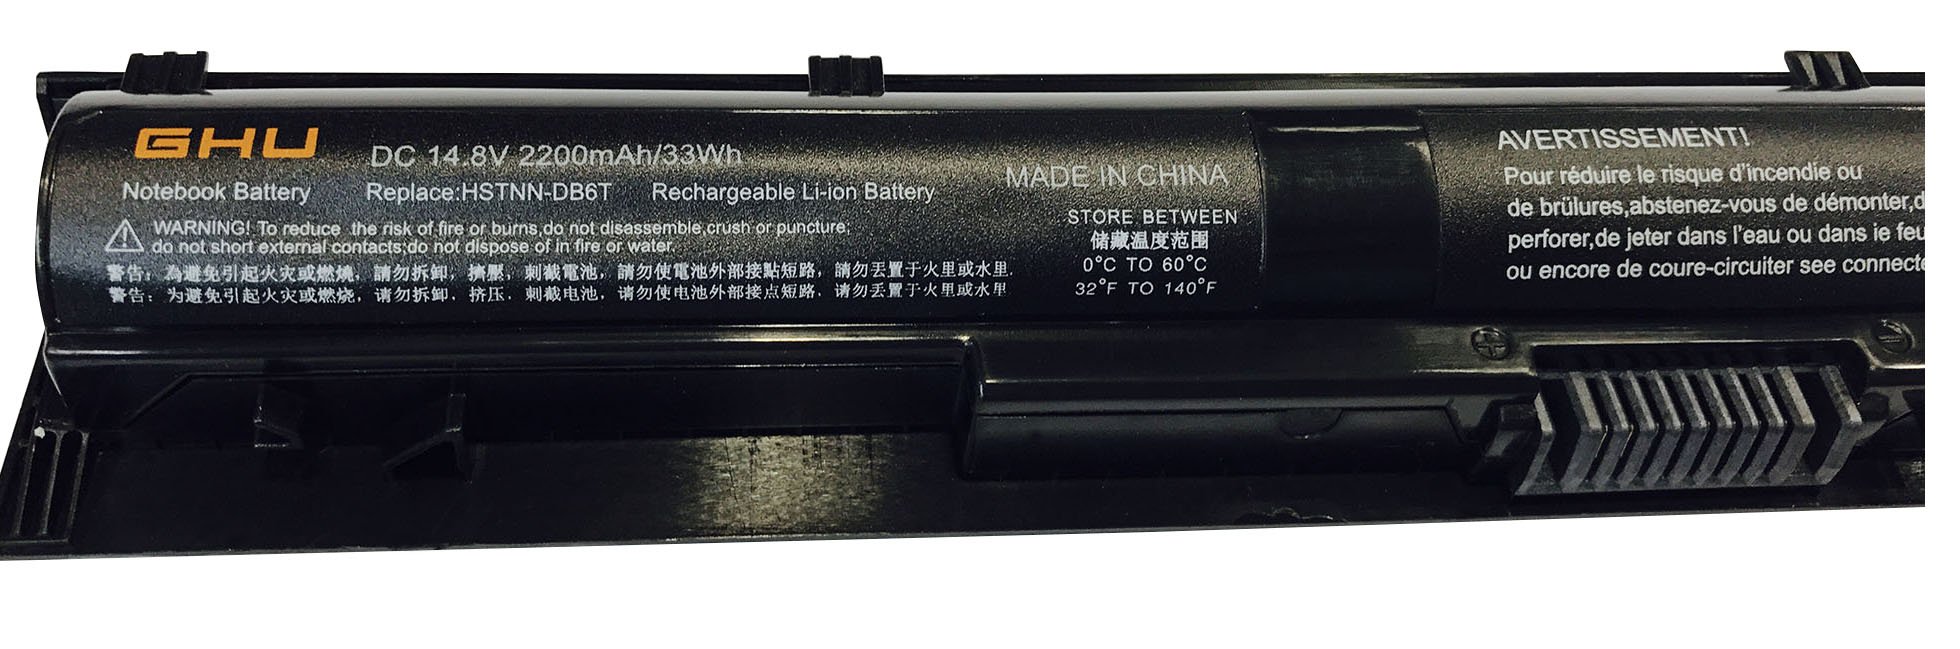 GHU
DC 14.8V 2200mAh/33Wh
Notebook Battery
Replace:HSTNN-DB6T
Rechargeable Li-ion Battery
WARNING! To reduce the risk of fire or burns,do not disassemble,crush or puncture;
do not short external contacts;do not dispose of in fire or water.
警告：為避免引起火灾或燃燒，請勿拆卸，擠壓，刺截電池，請勿使電池外部接點短路，請勿丟置于火里或水里.
警告：为避免引起火灾或燃烧，请勿拆卸，挤压，刺截电池，请勿使电池外部接点短路，请勿丢置于火里或水里
MADE IN CHINA
STORE BETWEEN
储藏温度范围
0°C TO 60°C
32°F TO 140°F
AVERTISSEMENT!
Pour réduire le risque d'incendie ou
de brûlures,abstenez-vous de démonter,
perforer,de jeter dans l'eau ou dans ie feu
ou encore de coure-circuiter see